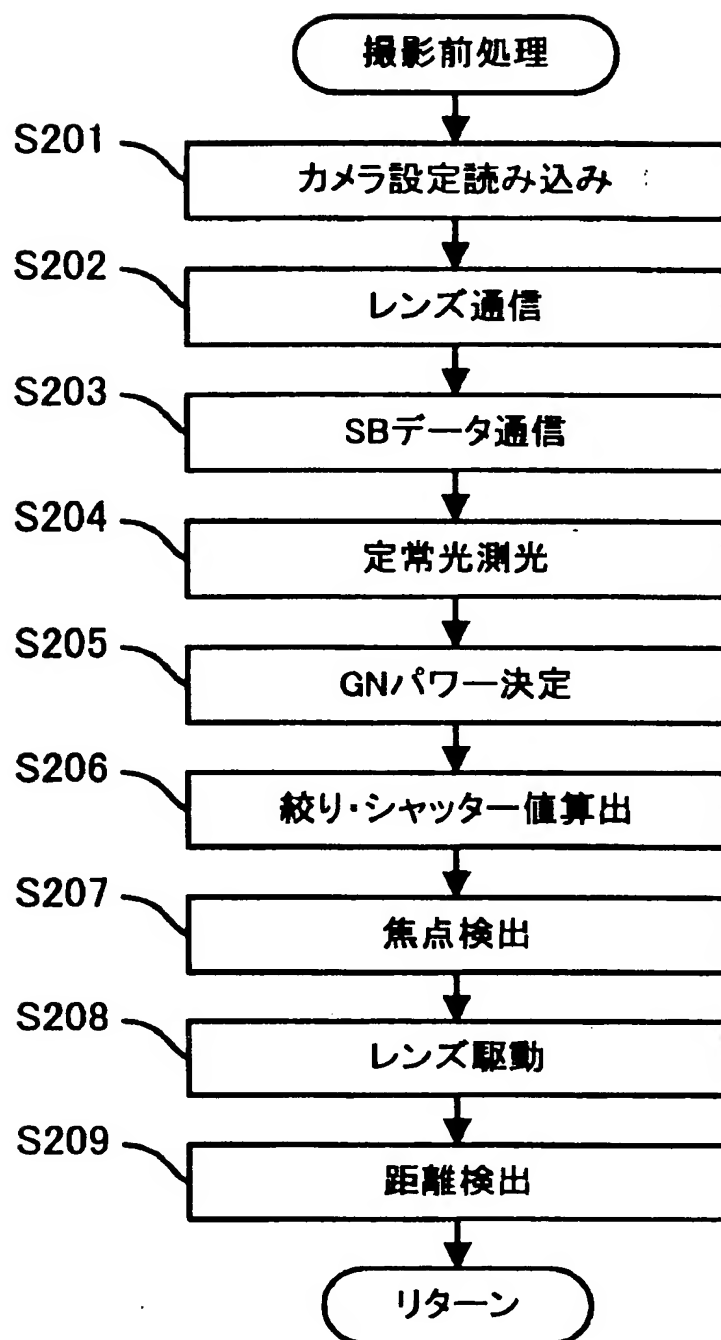 撮影前処理
S201
カメラ設定読み込み
S202
レンズ通信
S203
SBデータ通信
S204
定常光測光
S205
GNパワー決定
S206
絞り・シャッター値算出
S207
焦点検出
S208
レンズ駆動
S209
距離検出
リターン